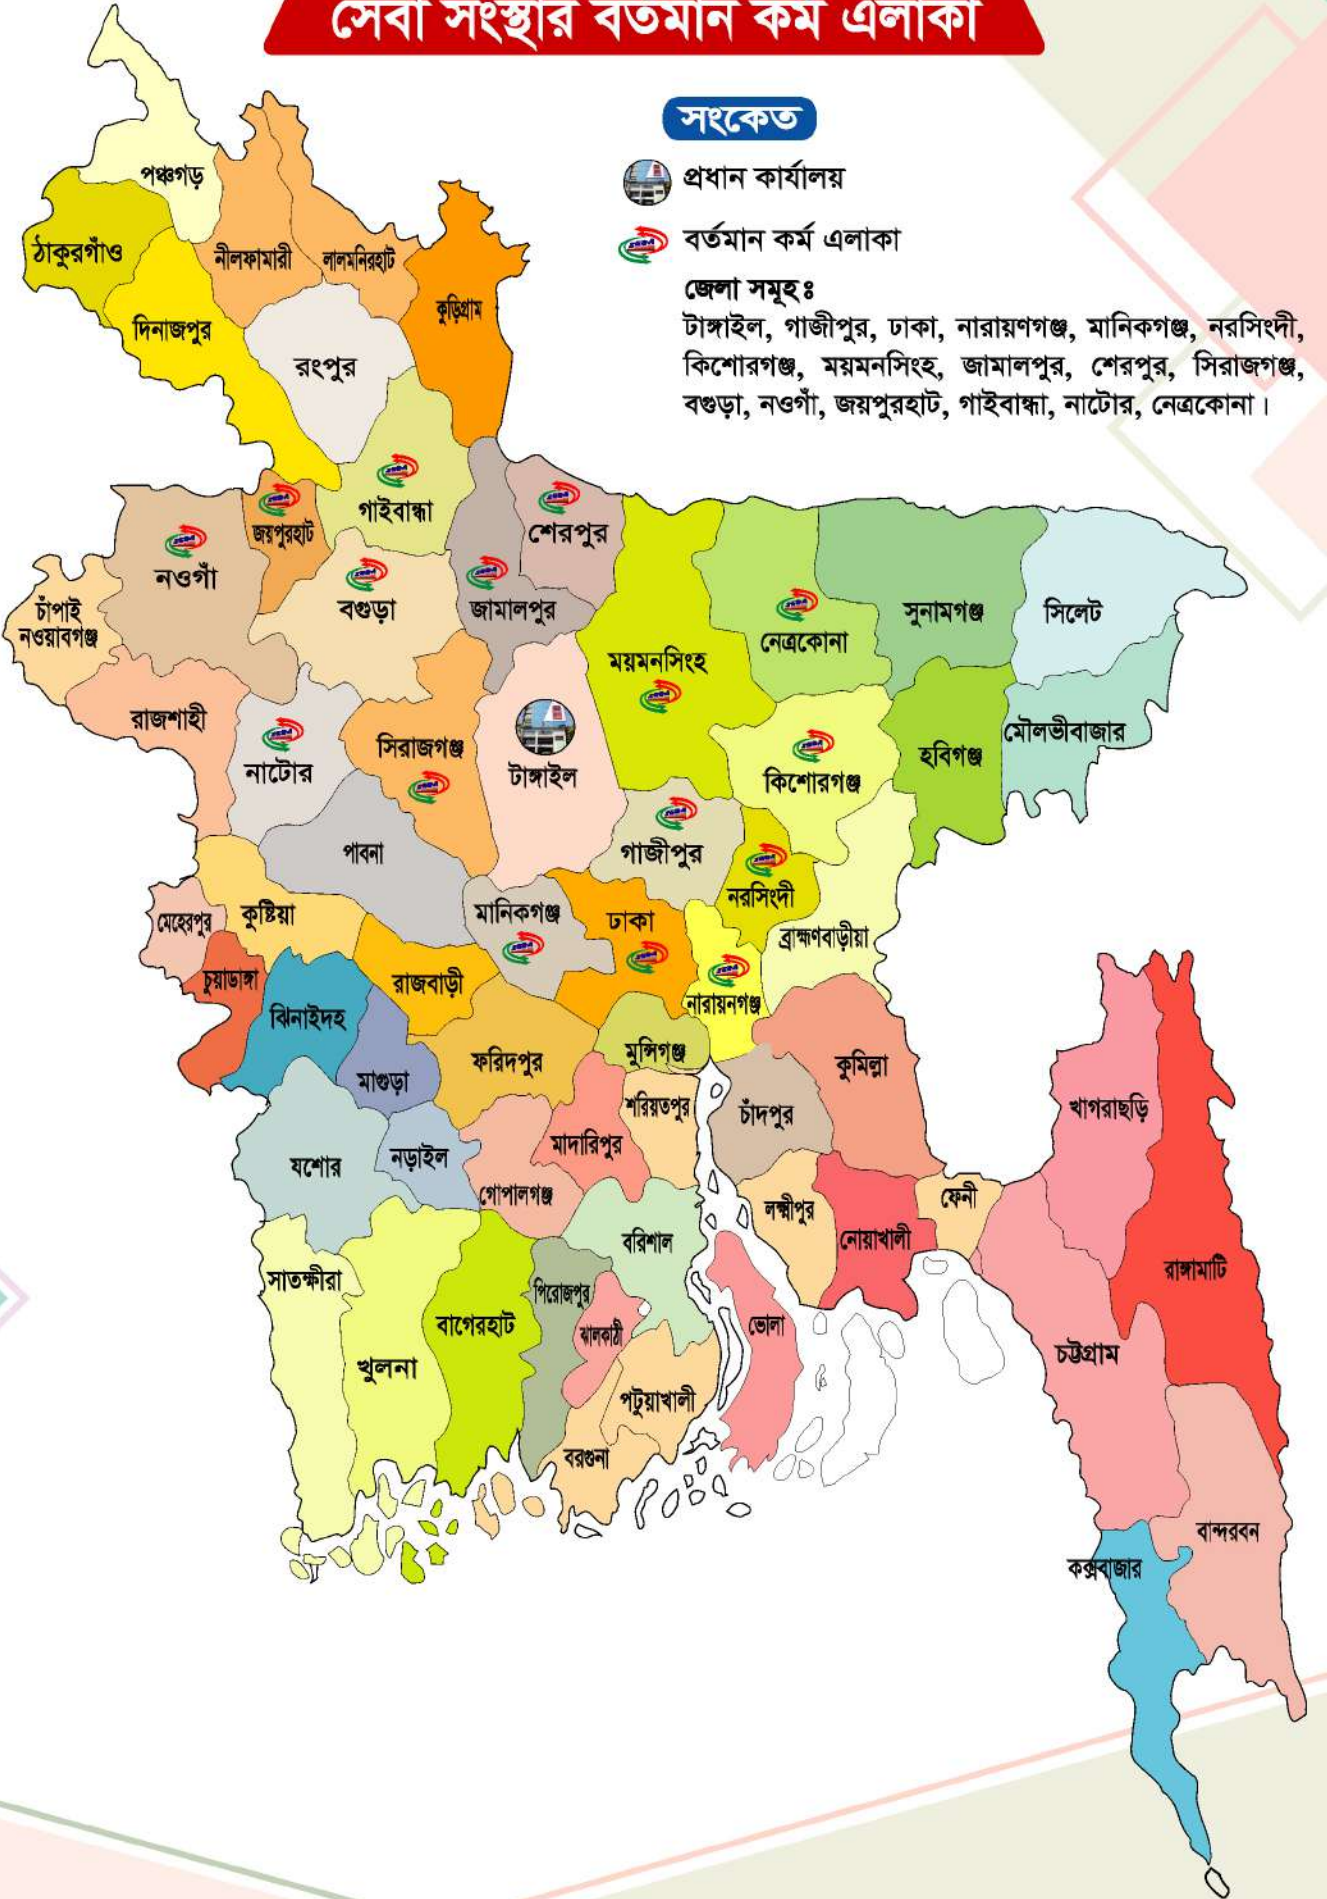 সেবা সংস্থার বর্তমান কর্ম এলাকা
সংকেত
প্রধান কার্যালয়
বর্তমান কর্ম এলাকা
জেলা সমূহঃ
টাঙ্গাইল, গাজীপুর, ঢাকা, নারায়ণগঞ্জ, মানিকগঞ্জ, নরসিংদী,
কিশোরগঞ্জ, ময়মনসিংহ, জামালপুর, শেরপুর, সিরাজগঞ্জ,
বগুড়া, নওগাঁ, জয়পুরহাট, গাইবান্ধা, নাটোর, নেত্রকোনা।
পঞ্চগড়
ঠাকুরগাঁও
নীলফামারী
লালমনিরহাট
কুড়িগ্রাম
দিনাজপুর
রংপুর
গাইবান্ধা
জয়পুরহাট
শেরপুর
নওগাঁ
বগুড়া
জামালপুর
চাঁপাই
নওয়াবগঞ্জ
ময়মনসিংহ
নেত্রকোনা
সুনামগঞ্জ
সিলেট
রাজশাহী
নাটোর
সিরাজগঞ্জ
টাঙ্গাইল
কিশোরগঞ্জ
হবিগঞ্জ
মৌলভীবাজার
পাবনা
গাজীপুর
নরসিংদী
মেহেরপুর
কুষ্টিয়া
মানিকগঞ্জ
ঢাকা
ব্রাহ্মণবাড়ীয়া
চুয়াডাঙ্গা
ঝিনাইদহ
রাজবাড়ী
নারায়নগঞ্জ
মাগুড়া
ফরিদপুর
মুন্সিগঞ্জ
কুমিল্লা
শরিয়তপুর
চাঁদপুর
খাগরাছড়ি
যশোর
নড়াইল
মাদারিপুর
গোপালগঞ্জ
লক্ষ্মীপুর
ফেনী
নোয়াখালী
বরিশাল
সাতক্ষীরা
পিরোজপুর
রাঙ্গামাটি
বাগেরহাট
ঝালকাঠী
ভোলা
খুলনা
চট্টগ্রাম
পটুয়াখালী
বরগুনা
বান্দরবন
কক্সবাজার